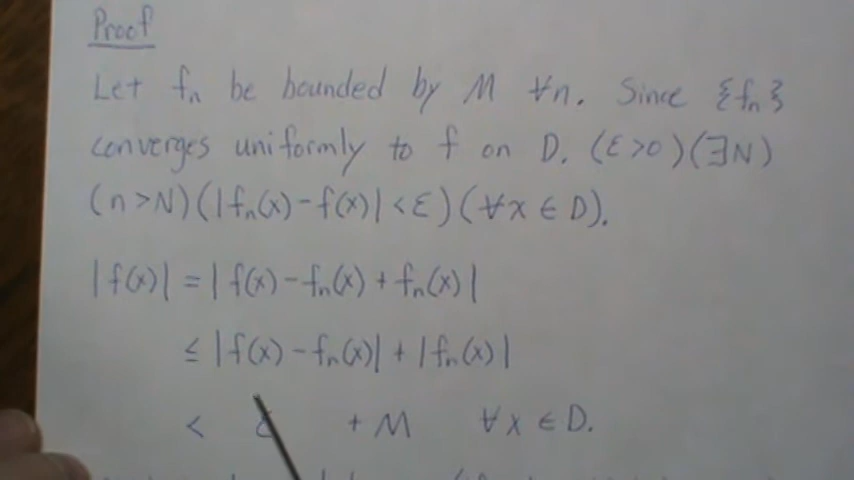 Proof
Let fₙ be bounded by M ∀n. Since {fₙ}
converges uniformly to f on D. (ε>0)(∃N)
(n>N)(|fₙ(x)-f(x)|<ε)(∀x∈D).
|f(x)| = |f(x)-fₙ(x)+fₙ(x)|
≤ |f(x)-fₙ(x)| + |fₙ(x)|
< ε + M ∀x∈D.